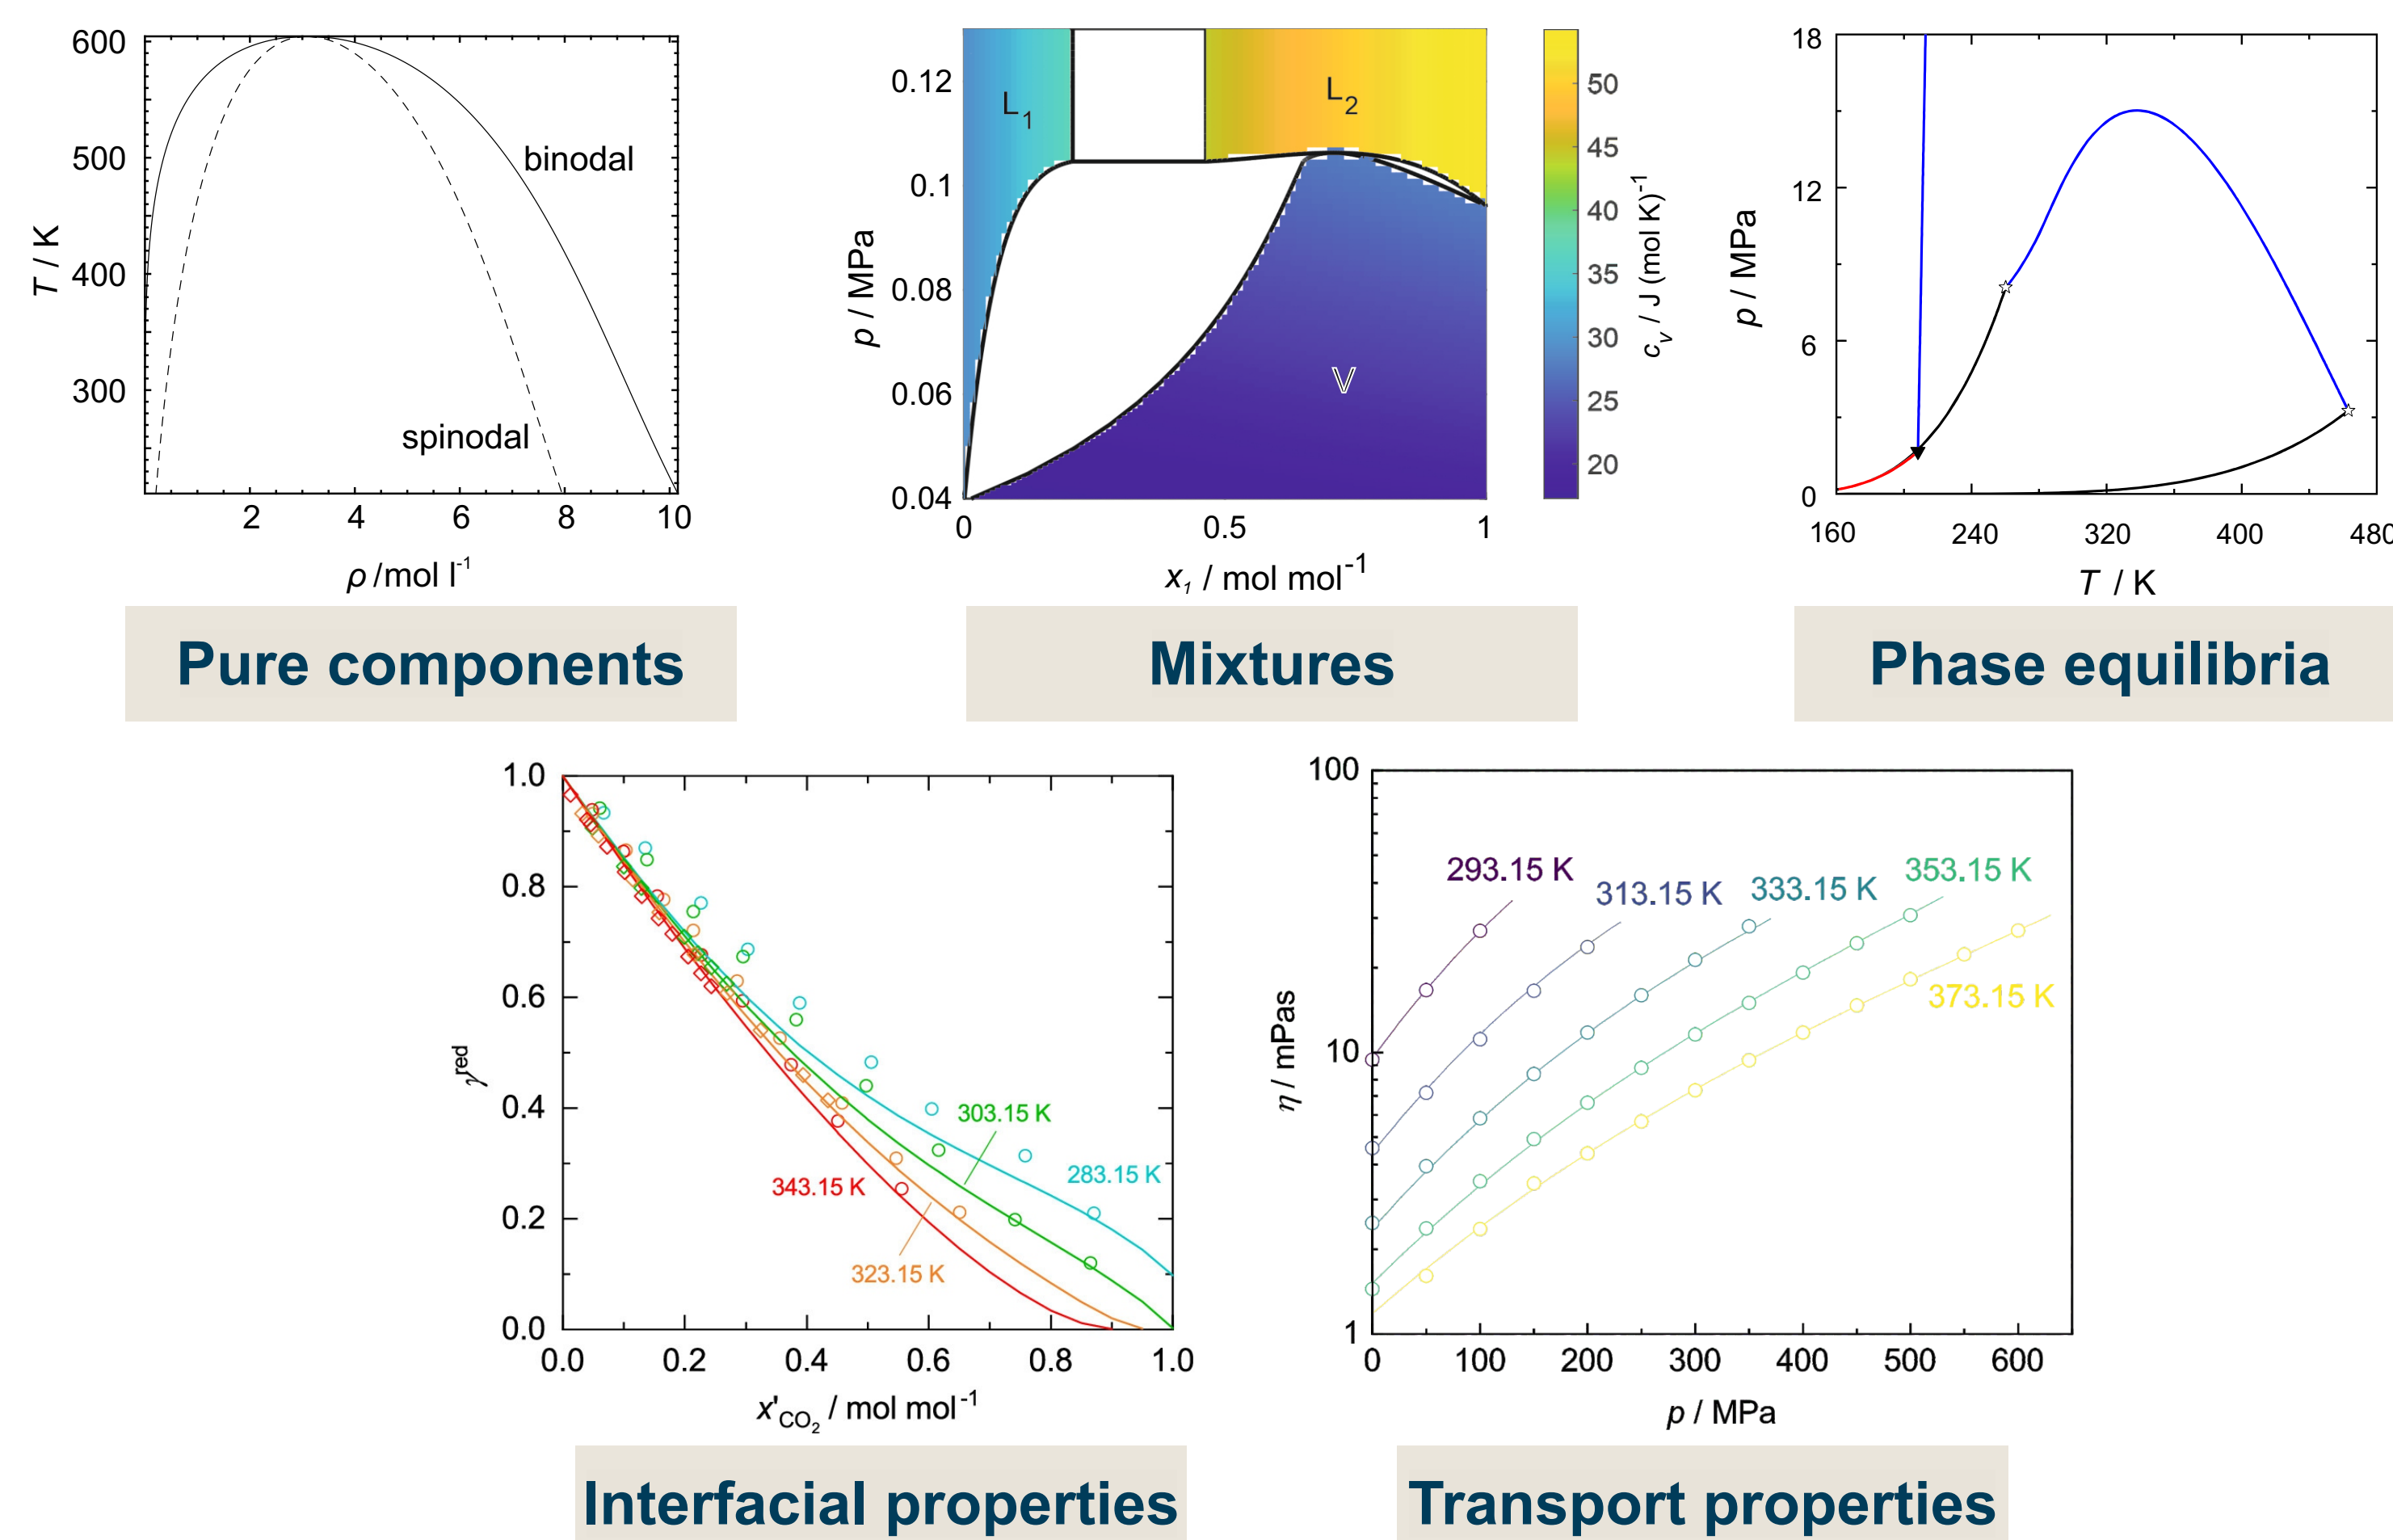 600
500
400
300
T / K
binodal
spinodal
2 4 6 8 10
ρ /mol l⁻¹
Pure components
0.12
0.1
0.08
0.06
0.04
p / MPa
L₁
L₂
V
0 0.5 1
x₁ / mol mol⁻¹
50
45
40
35
30
25
20
cᵥ / J (mol K)⁻¹
Mixtures
18
12
6
0
p / MPa
160 240 320 400 480
T / K
Phase equilibria
1.0
0.8
0.6
0.4
0.2
0.0
γʳᵉᵈ
303.15 K
283.15 K
343.15 K
323.15 K
0.0 0.2 0.4 0.6 0.8 1.0
x'CO₂ / mol mol⁻¹
Interfacial properties
100
10
1
η / mPas
293.15 K
313.15 K
333.15 K
353.15 K
373.15 K
0 100 200 300 400 500 600
p / MPa
Transport properties